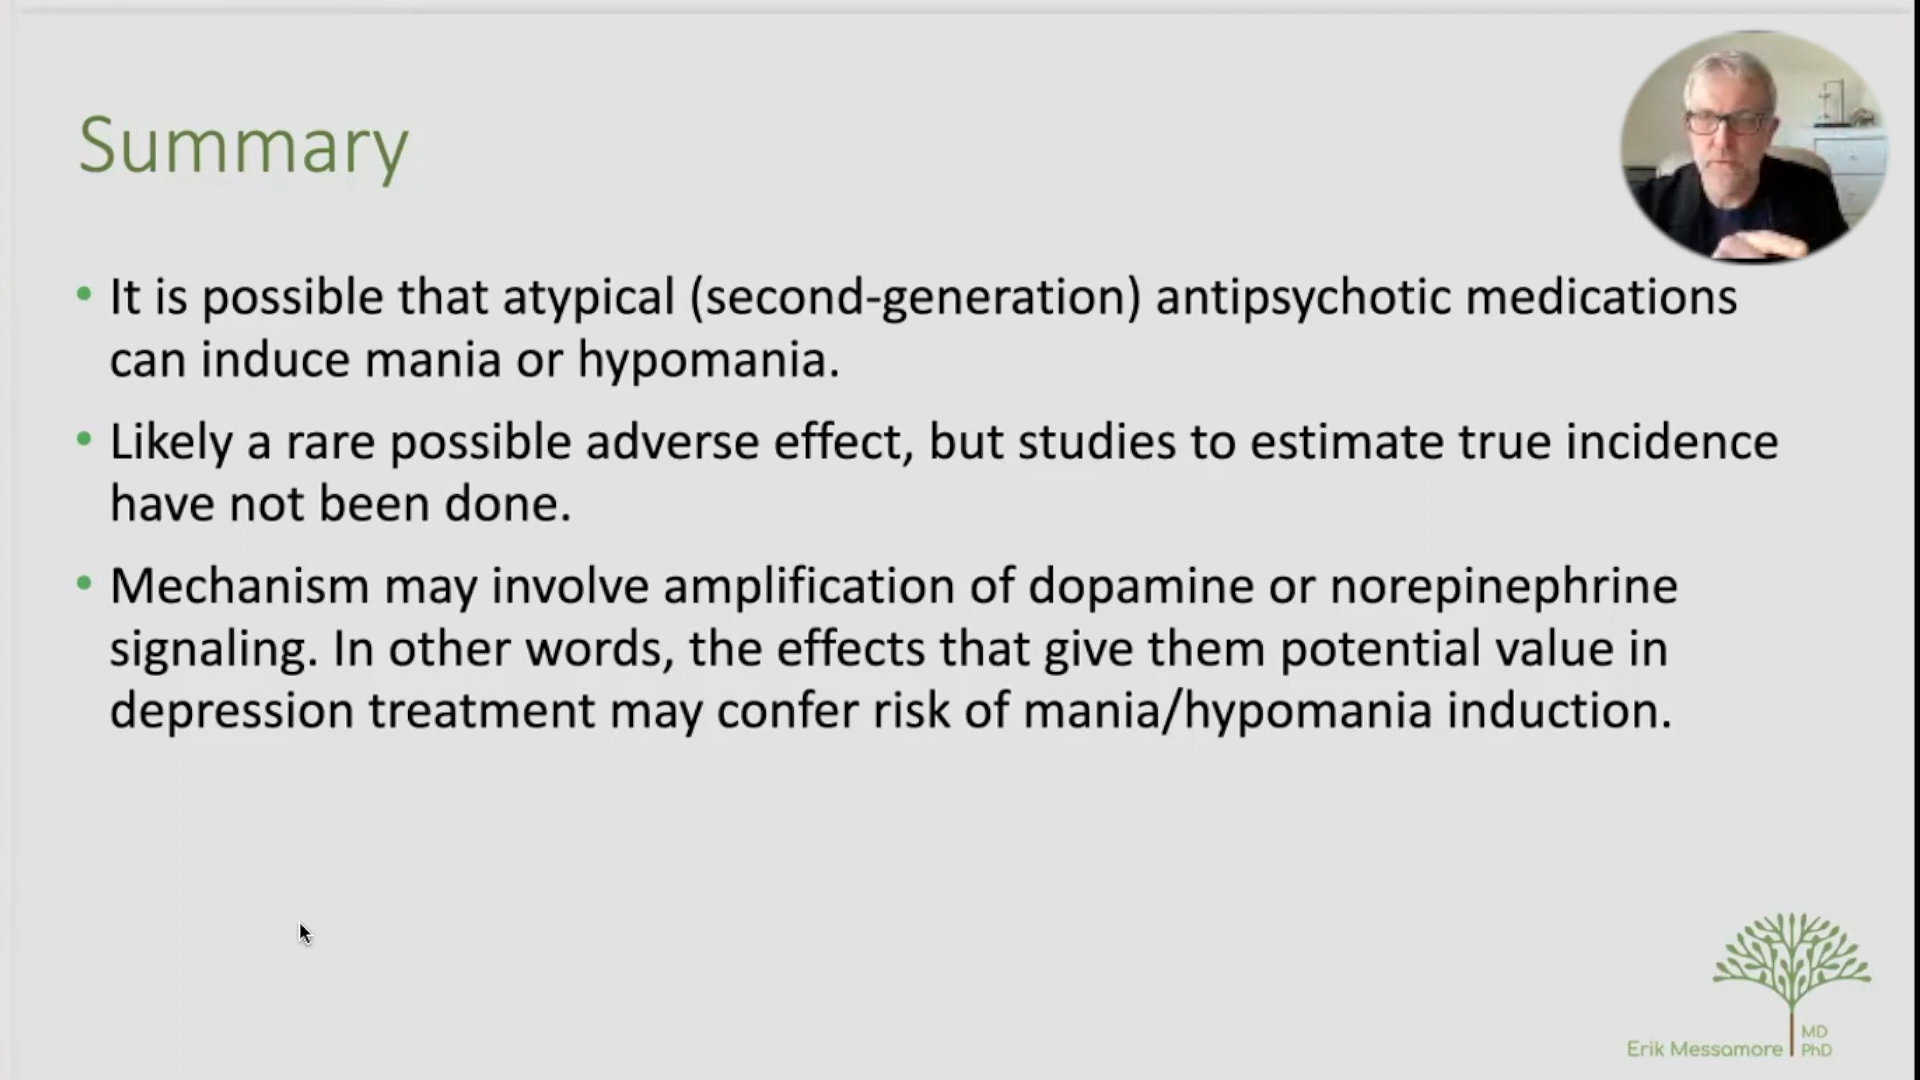 Summary
• It is possible that atypical (second-generation) antipsychotic medications
can induce mania or hypomania.
• Likely a rare possible adverse effect, but studies to estimate true incidence
have not been done.
• Mechanism may involve amplification of dopamine or norepinephrine
signaling. In other words, the effects that give them potential value in
depression treatment may confer risk of mania/hypomania induction.
MD
Erik Messamore PhD